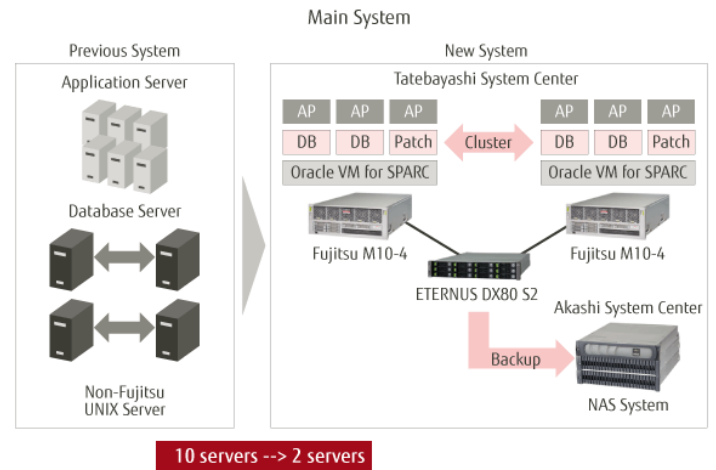 Main System
Previous System
Application Server
Database Server
Non-Fujitsu
UNIX Server
New System
Tatebayashi System Center
AP AP AP
DB DB Patch
Oracle VM for SPARC
Fujitsu M10-4
Cluster
AP AP AP
DB DB Patch
Oracle VM for SPARC
Fujitsu M10-4
ETERNUS DX80 S2
Backup
Akashi System Center
NAS System
10 servers --> 2 servers